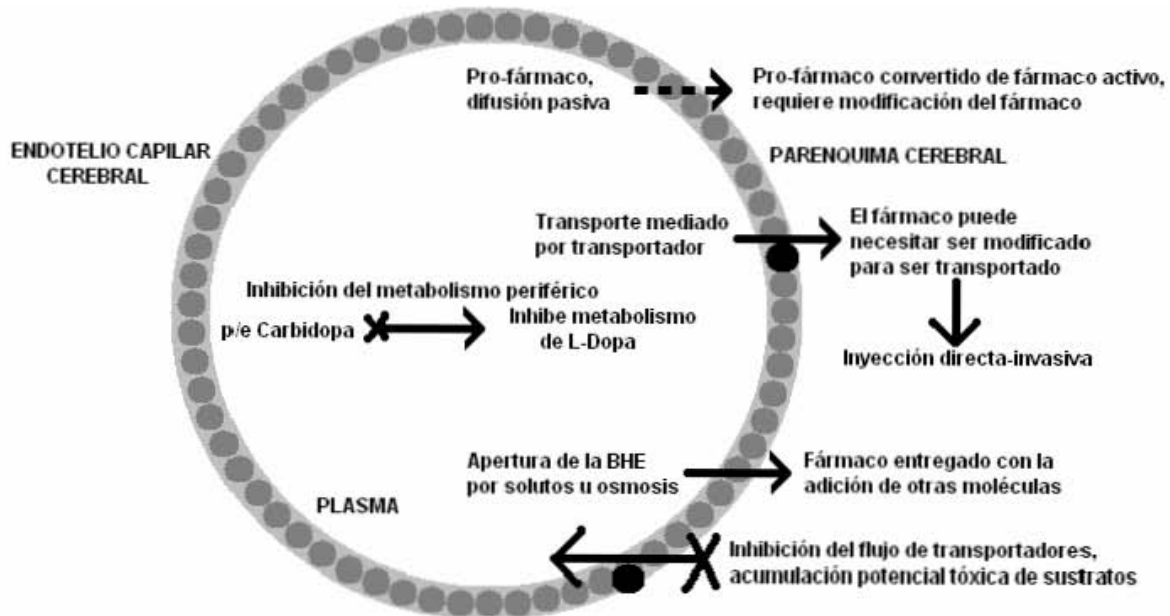 Pro-fármaco,
difusión pasiva
Pro-fármaco convertido de fármaco activo,
requiere modificación del fármaco
ENDOTELIO CAPILAR
CEREBRAL
PARENQUIMA CEREBRAL
Transporte mediado
por transportador
El fármaco puede
necesitar ser modificado
para ser transportado
Inhibición del metabolismo periférico
p/e Carbidopa
Inhibe metabolismo
de L-Dopa
Inyección directa-invasiva
Apertura de la BHE
por solutos u osmosis
Fármaco entregado con la
adición de otras moléculas
PLASMA
Inhibición del flujo de transportadores,
acumulación potencial tóxica de sustratos